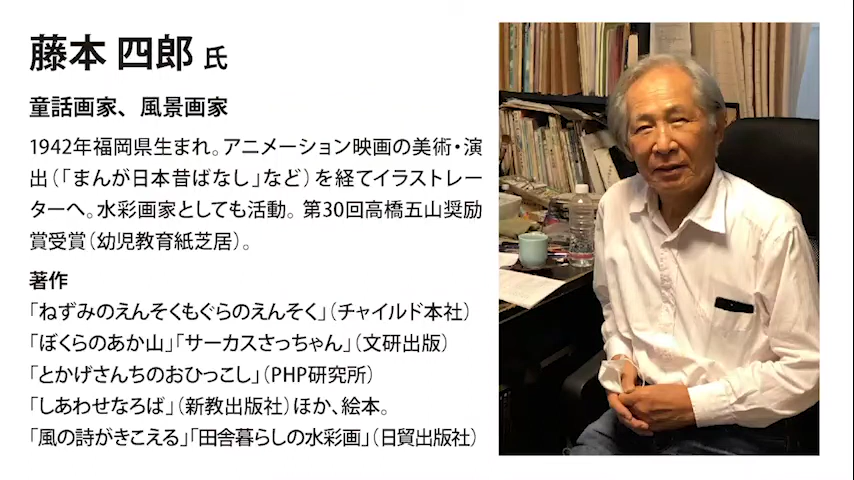 藤本 四郎 氏
童話画家、風景画家
1942年福岡県生まれ。アニメーション映画の美術・演
出(「まんが日本昔ばなし」など)を経てイラストレー
ターへ。水彩画家としても活動。第30回高橋五山奨励
賞受賞(幼児教育紙芝居)。
著作
「ねずみのえんそくもぐらのえんそく」(チャイルド本社)
「ぼくらのあか山」「サーカスさっちゃん」(文研出版)
「とかげさんちのおひっこし」(PHP研究所)
「しあわせなろば」(新教出版社)ほか、絵本。
「風の詩がきこえる」「田舎暮らしの水彩画」(日貿出版社)